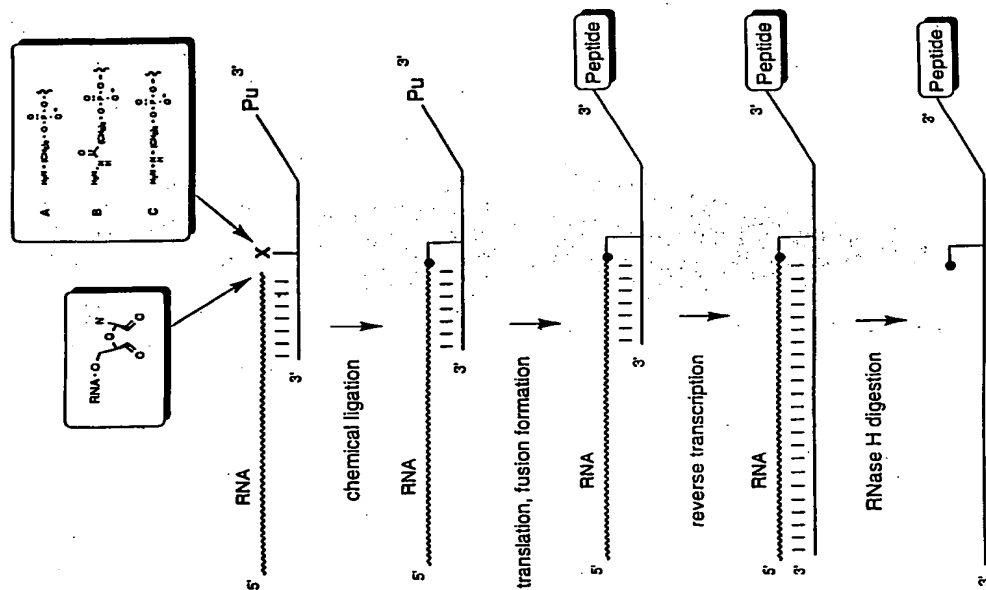 A
B
C
RNA
5'
RNA
X
3'
Pu
3'
chemical ligation
5'
RNA
3'
Pu
3'
translation, fusion formation
5'
RNA
3'
3'
Peptide
reverse transcription
5'
3'
RNA
3'
Peptide
RNase H digestion
3'
3'
Peptide